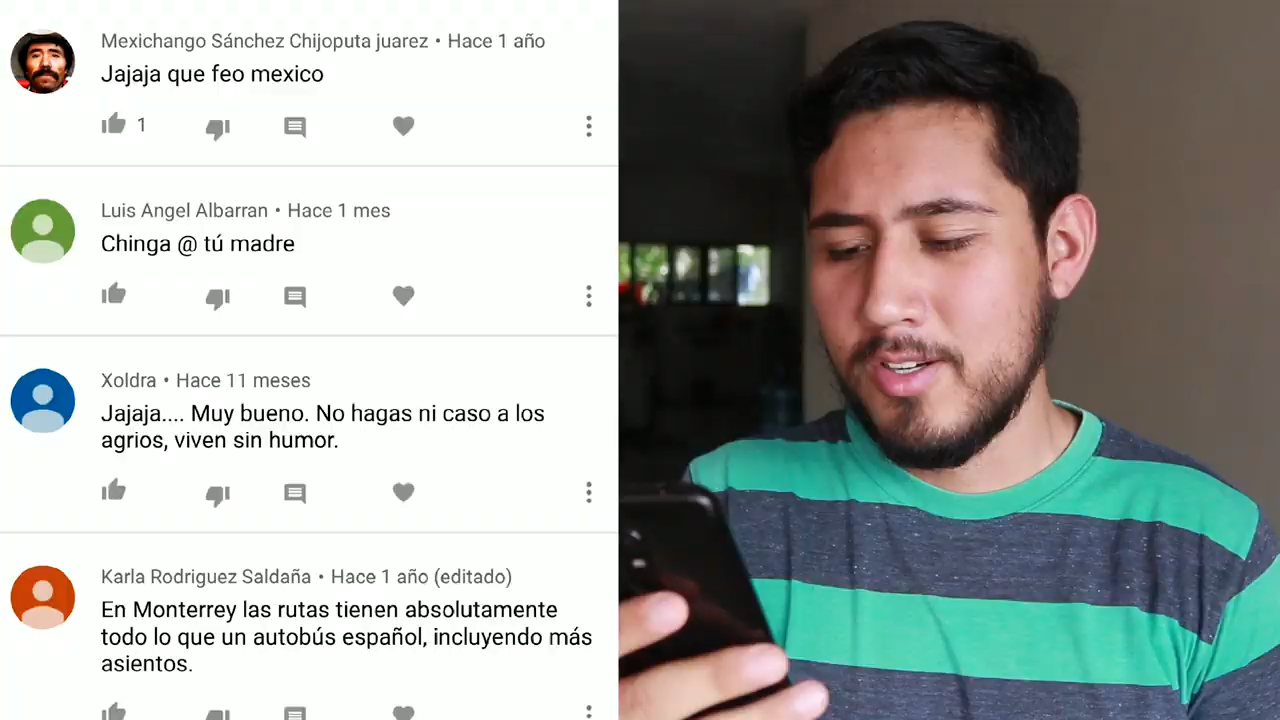 Mexichango Sánchez Chijoputa juarez • Hace 1 año
Jajaja que feo mexico
1
Luis Angel Albarran • Hace 1 mes
Chinga @ tú madre
Xoldra • Hace 11 meses
Jajaja.... Muy bueno. No hagas ni caso a los
agrios, viven sin humor.
Karla Rodriguez Saldaña • Hace 1 año (editado)
En Monterrey las rutas tienen absolutamente
todo lo que un autobús español, incluyendo más
asientos.